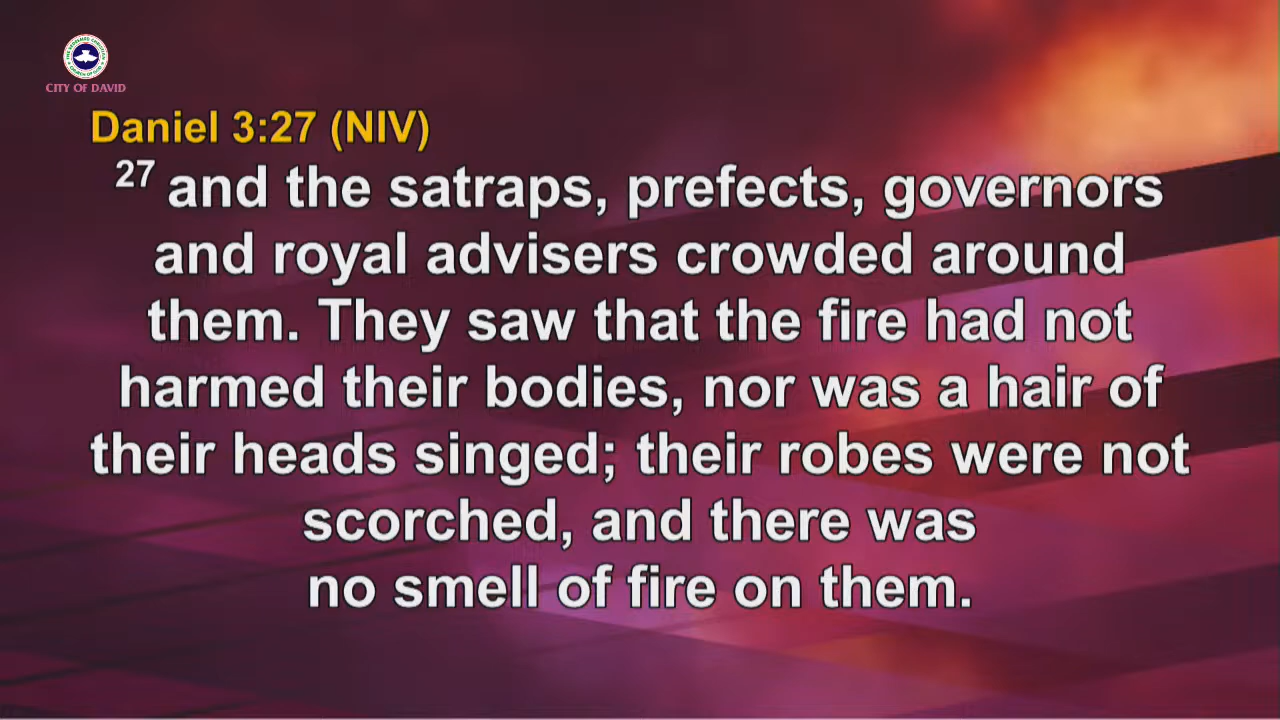 CITY OF DAVID
Daniel 3:27 (NIV)
27 and the satraps, prefects, governors
and royal advisers crowded around
them. They saw that the fire had not
harmed their bodies, nor was a hair of
their heads singed; their robes were not
scorched, and there was
no smell of fire on them.